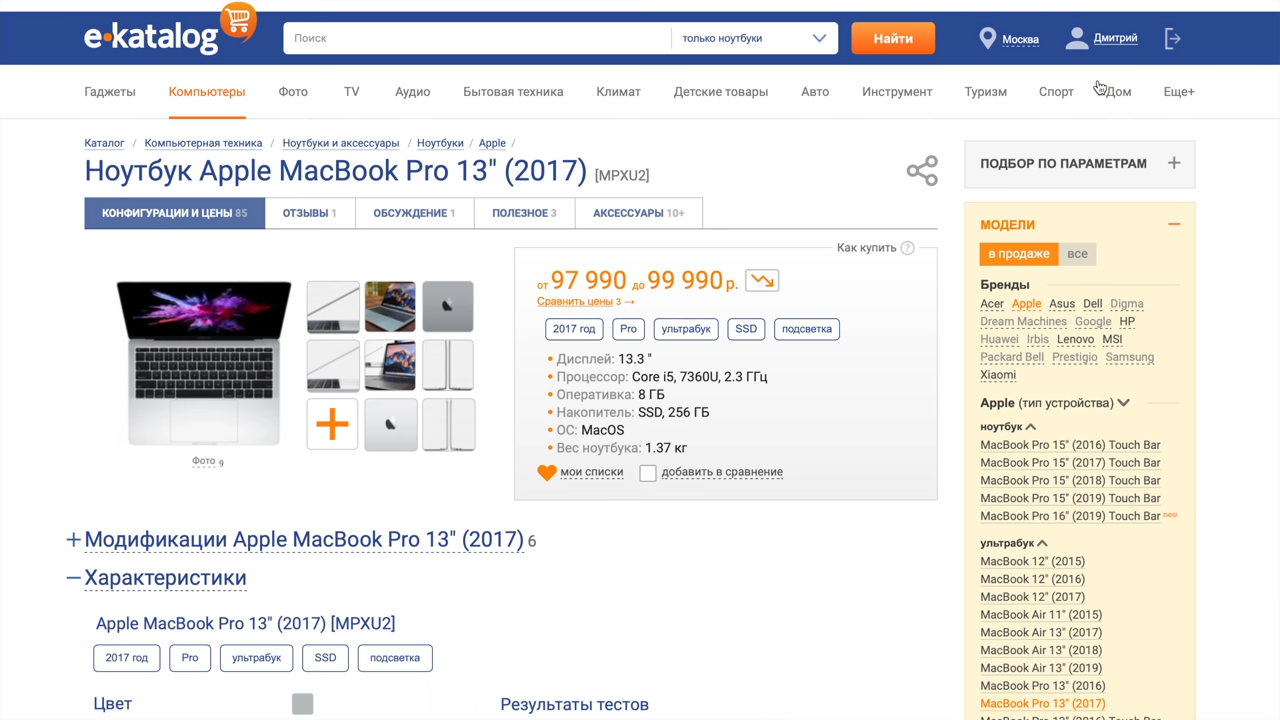 e•katalog
Поиск
только ноутбуки
Найти
Москва
Дмитрий
Гаджеты Компьютеры Фото TV Аудио Бытовая техника Климат Детские товары Авто Инструмент Туризм Спорт Дом Еще+
Каталог / Компьютерная техника / Ноутбуки и аксессуары / Ноутбуки / Apple /
Ноутбук Apple MacBook Pro 13" (2017) [MPXU2]
КОНФИГУРАЦИИ И ЦЕНЫ 85 ОТЗЫВЫ 1 ОБСУЖДЕНИЕ 1 ПОЛЕЗНОЕ 3 АКСЕССУАРЫ 10+
Фото 9
Как купить ?
от 97 990 до 99 990 р.
Сравнить цены 3 →
2017 год Pro ультрабук SSD подсветка
• Дисплей: 13.3 "
• Процессор: Core i5, 7360U, 2.3 ГГц
• Оперативка: 8 ГБ
• Накопитель: SSD, 256 ГБ
• ОС: MacOS
• Вес ноутбука: 1.37 кг
мои списки добавить в сравнение
+ Модификации Apple MacBook Pro 13" (2017) 6
— Характеристики
Apple MacBook Pro 13" (2017) [MPXU2]
2017 год Pro ультрабук SSD подсветка
Цвет
Результаты тестов
ПОДБОР ПО ПАРАМЕТРАМ +
МОДЕЛИ —
в продаже все
Бренды
Acer Apple Asus Dell Digma
Dream Machines Google HP
Huawei Irbis Lenovo MSI
Packard Bell Prestigio Samsung
Xiaomi
Apple (тип устройства)
ноутбук
MacBook Pro 15" (2016) Touch Bar
MacBook Pro 15" (2017) Touch Bar
MacBook Pro 15" (2018) Touch Bar
MacBook Pro 15" (2019) Touch Bar
MacBook Pro 16" (2019) Touch Bar new
ультрабук
MacBook 12" (2015)
MacBook 12" (2016)
MacBook 12" (2017)
MacBook Air 11" (2015)
MacBook Air 13" (2017)
MacBook Air 13" (2018)
MacBook Air 13" (2019)
MacBook Pro 13" (2016)
MacBook Pro 13" (2017)
MacBook Pro 13" (2016) Touch Bar